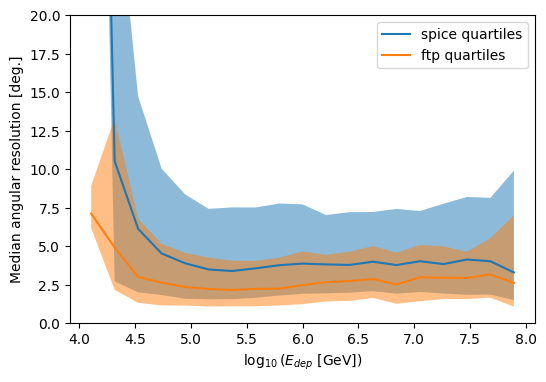 spice quartiles
ftp quartiles
Median angular resolution [deg.]
20.0
17.5
15.0
12.5
10.0
7.5
5.0
2.5
0.0
4.0 4.5 5.0 5.5 6.0 6.5 7.0 7.5 8.0
log₁₀(E_dep [GeV])